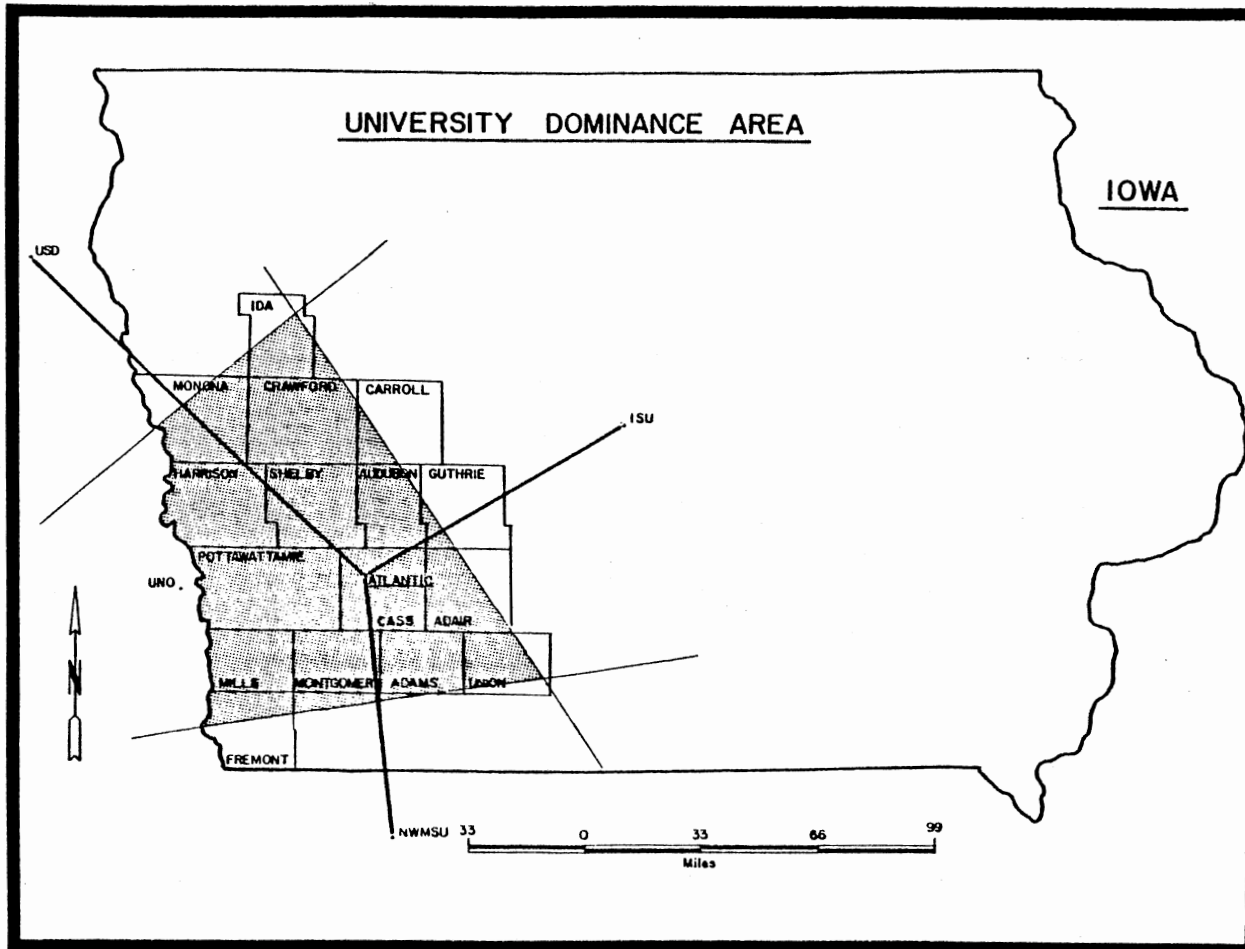 UNIVERSITY DOMINANCE AREA
IOWA
USD
IDA
MONONA
CRAWFORD
CARROLL
ISU
HARRISON
SHELBY
AUDUBON
GUTHRIE
POTTAWATTAMIE
UNO
ATLANTIC
CASS
ADAIR
N
MILLS
MONTGOMERY
ADAMS
UNION
FREMONT
NWMSU
33 0 33 66 99
Miles